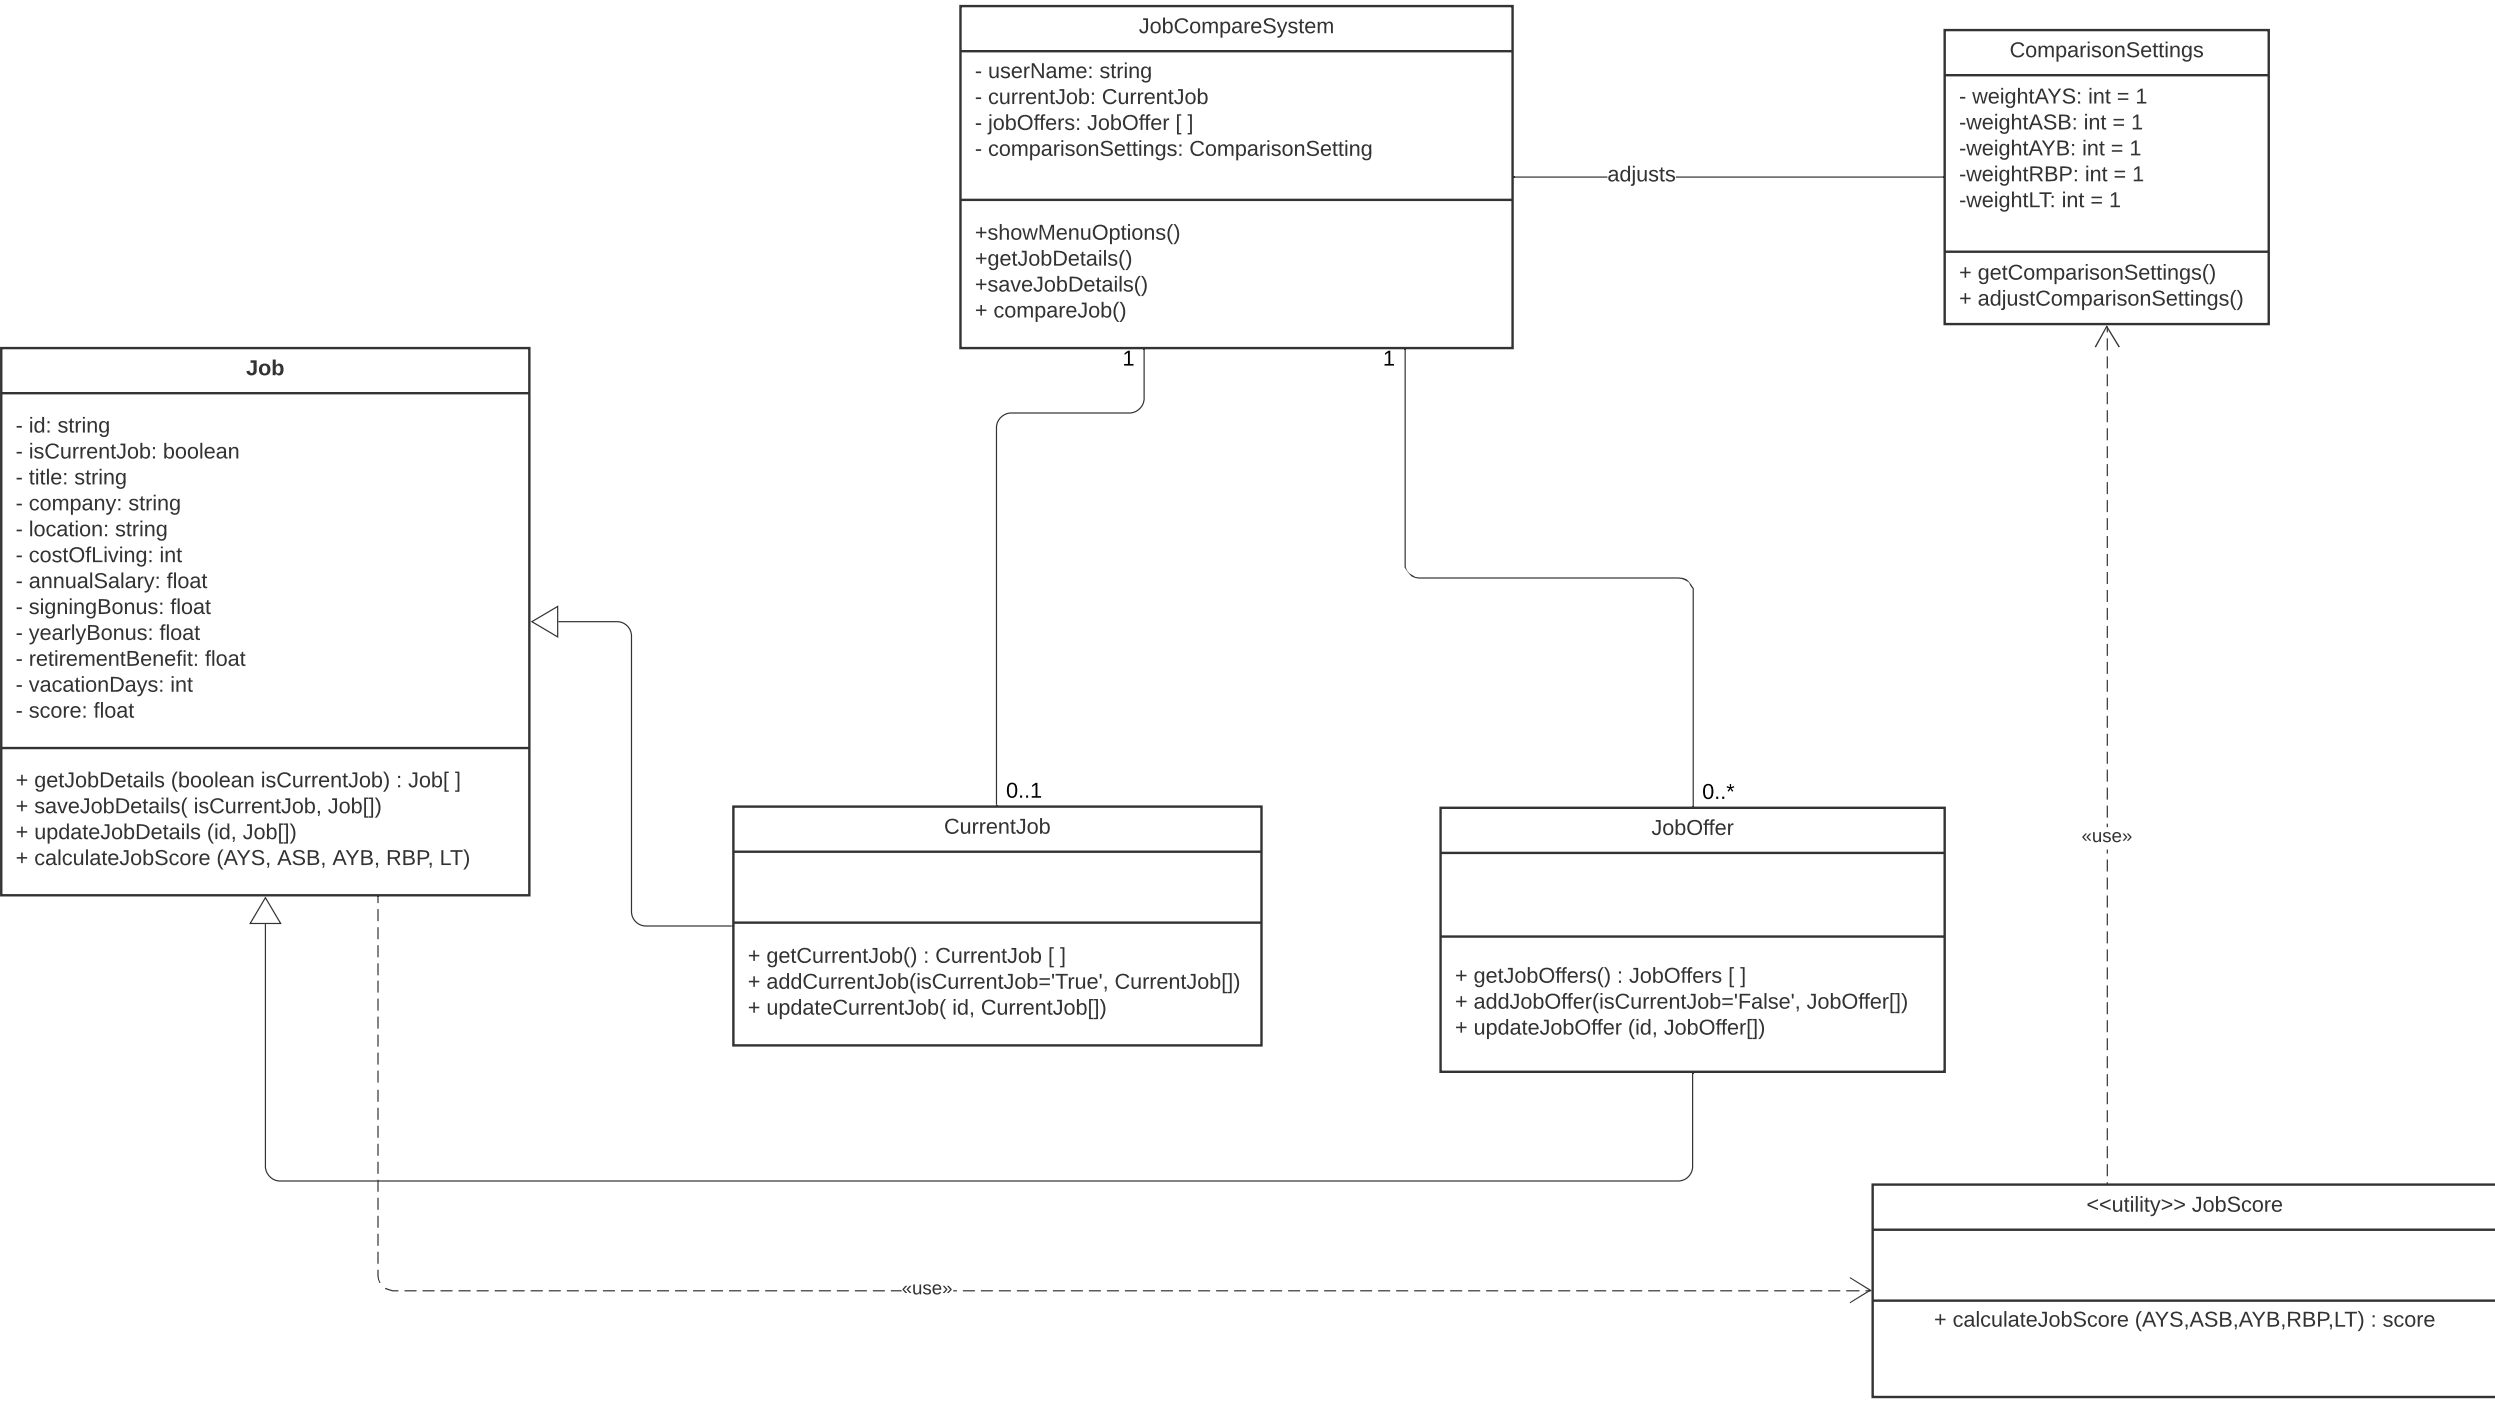 JobCompareSystem
- userName: string
- currentJob: CurrentJob
- jobOffers: JobOffer [ ]
- comparisonSettings: ComparisonSetting
+showMenuOptions()
+getJobDetails()
+saveJobDetails()
+ compareJob()
adjusts
ComparisonSettings
- weightAYS: int = 1
-weightASB: int = 1
-weightAYB: int = 1
-weightRBP: int = 1
-weightLT: int = 1
+ getComparisonSettings()
+ adjustComparisonSettings()
1
1
Job
- id: string
- isCurrentJob: boolean
- title: string
- company: string
- location: string
- costOfLiving: int
- annualSalary: float
- signingBonus: float
- yearlyBonus: float
- retirementBenefit: float
- vacationDays: int
- score: float
+ getJobDetails (boolean isCurrentJob) : Job[ ]
+ saveJobDetails( isCurrentJob, Job[])
+ updateJobDetails (id, Job[])
+ calculateJobScore (AYS, ASB, AYB, RBP, LT)
0..1
CurrentJob
+ getCurrentJob() : CurrentJob [ ]
+ addCurrentJob(isCurrentJob='True', CurrentJob[])
+ updateCurrentJob( id, CurrentJob[])
0..*
JobOffer
+ getJobOffers() : JobOffers [ ]
+ addJobOffer(isCurrentJob='False', JobOffer[])
+ updateJobOffer (id, JobOffer[])
«use»
«use»
<<utility>> JobScore
+ calculateJobScore (AYS,ASB,AYB,RBP,LT) : score